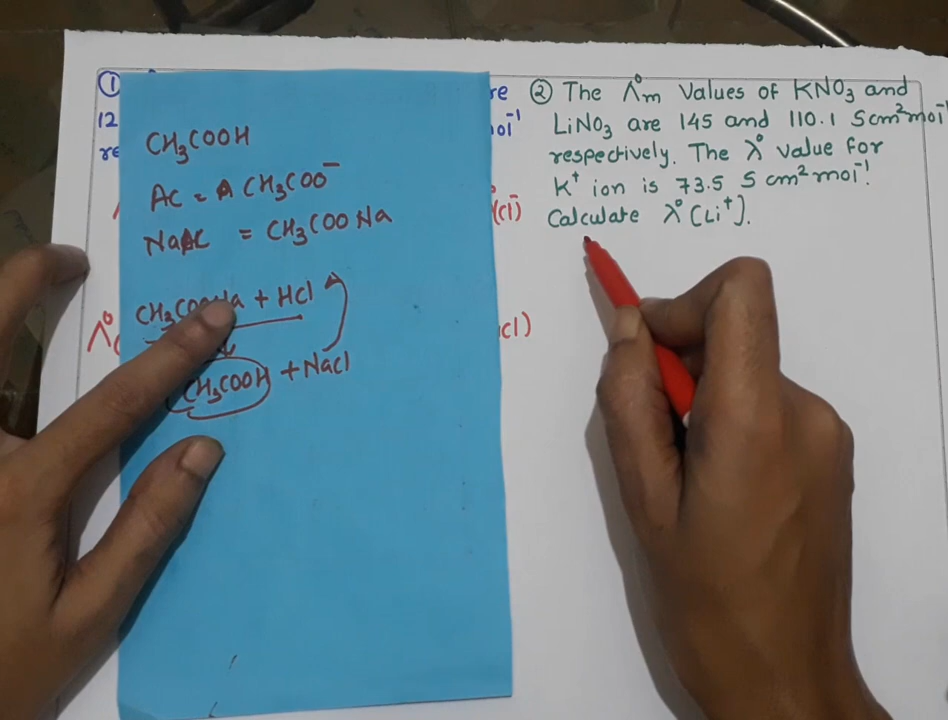 ①
12
re
CH₃COOH
AC = CH₃COO⁻
NaAC = CH₃COONa
CH₃COONa + HCl
CH₃COOH + NaCl
Λ°
re
mol⁻¹
(Cl⁻)
cl)
② The Λ°m Values of KNO₃ and
LiNO₃ are 145 and 110.1 Scm²mol⁻¹
respectively. The λ° value for
K⁺ ion is 73.5 S cm²mol⁻¹.
Calculate λ°(Li⁺).